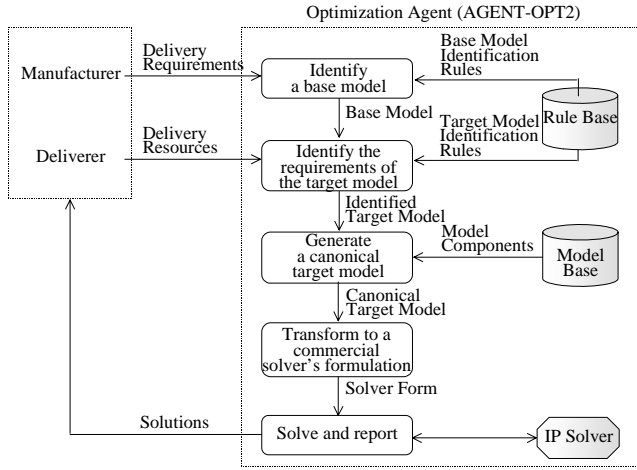 Optimization Agent (AGENT-OPT2)
Manufacturer
Delivery
Requirements
Identify
a base model
Base Model
Identification
Rules
Rule Base
Base Model
Deliverer
Delivery
Resources
Identify the
requirements of
the target model
Target Model
Identification
Rules
Identified
Target Model
Generate
a canonical
target model
Model
Components
Model
Base
Canonical
Target Model
Transform to a
commercial
solver's formulation
Solver Form
Solutions
Solve and report
IP Solver